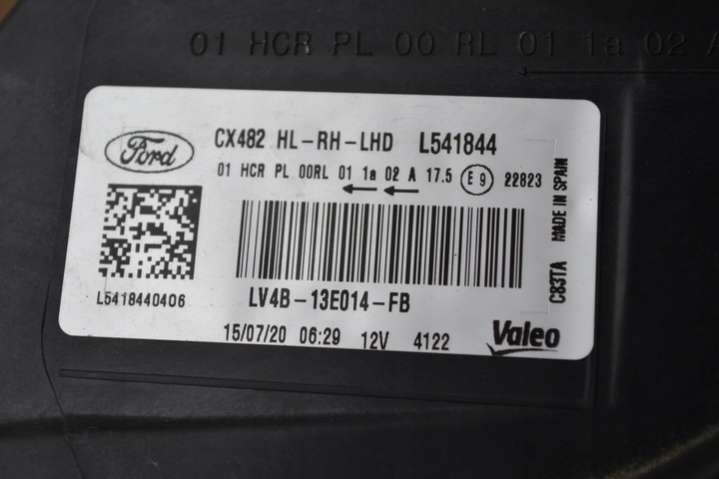 01 HCR PL 00 RL 01 1a 02 A
Ford
CX482 HL-RH-LHD L541844
01 HCR PL 00RL 01 1a 02 A 17.5 E9 22823
L5418440406
LV4B-13E014-FB
15/07/20 06:29 12V 4122
Valeo
C83TA MADE IN SPAIN